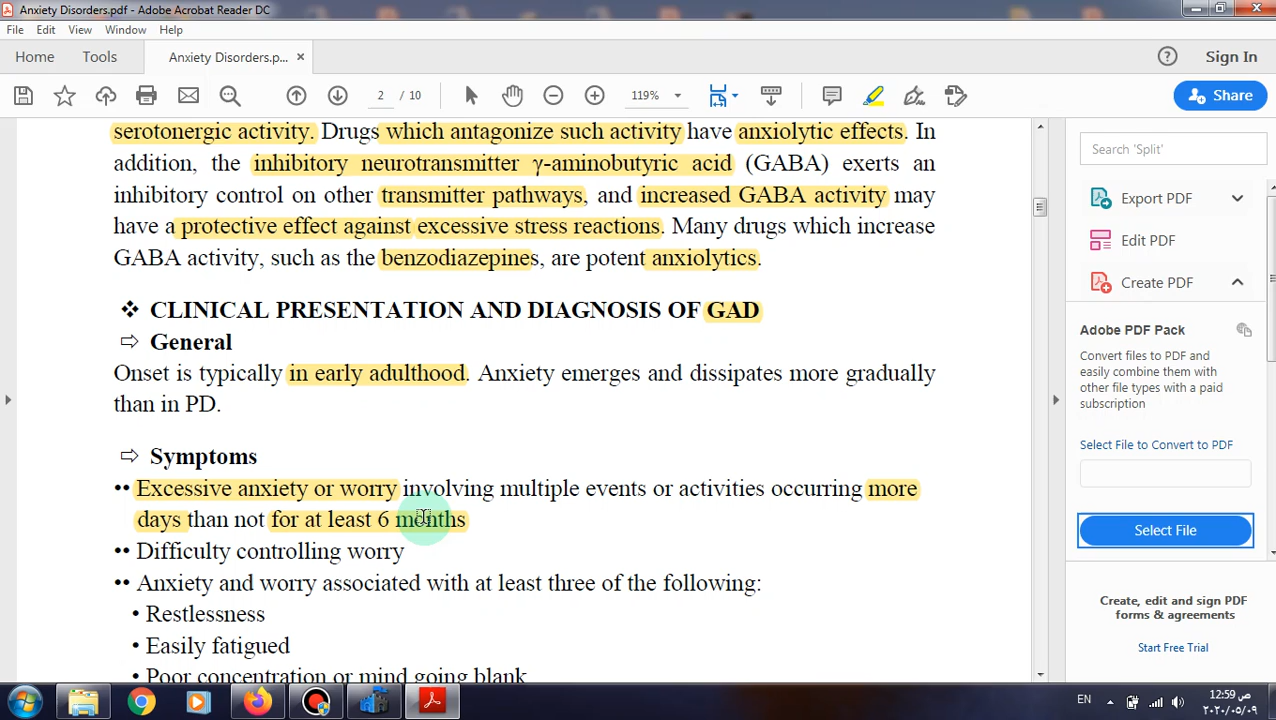 Anxiety Disorders.pdf - Adobe Acrobat Reader DC
File Edit View Window Help
Home Tools Anxiety Disorders.p... × Sign In
2 / 10 119% Share
serotonergic activity. Drugs which antagonize such activity have anxiolytic effects. In
addition, the inhibitory neurotransmitter γ-aminobutyric acid (GABA) exerts an
inhibitory control on other transmitter pathways, and increased GABA activity may
have a protective effect against excessive stress reactions. Many drugs which increase
GABA activity, such as the benzodiazepines, are potent anxiolytics.
❖ CLINICAL PRESENTATION AND DIAGNOSIS OF GAD
⇨ General
Onset is typically in early adulthood. Anxiety emerges and dissipates more gradually
than in PD.
⇨ Symptoms
•• Excessive anxiety or worry involving multiple events or activities occurring more
days than not for at least 6 months
•• Difficulty controlling worry
•• Anxiety and worry associated with at least three of the following:
• Restlessness
• Easily fatigued
• Poor concentration or mind going blank
Search 'Split'
Export PDF
Edit PDF
Create PDF
Adobe PDF Pack
Convert files to PDF and
easily combine them with
other file types with a paid
subscription
Select File to Convert to PDF
Select File
Create, edit and sign PDF
forms & agreements
Start Free Trial
EN
12:59 ص
٢٠٢٠/٠٥/٠٩